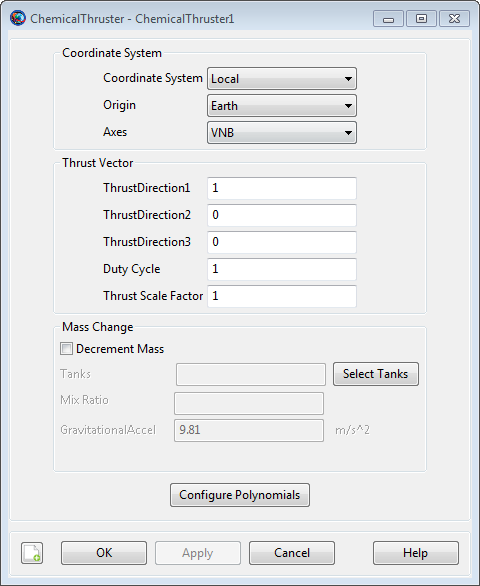 ChemicalThruster - ChemicalThruster1
Coordinate System
Coordinate System Local
Origin Earth
Axes VNB
Thrust Vector
ThrustDirection1 1
ThrustDirection2 0
ThrustDirection3 0
Duty Cycle 1
Thrust Scale Factor 1
Mass Change
Decrement Mass
Tanks Select Tanks
Mix Ratio
GravitationalAccel 9.81 m/s^2
Configure Polynomials
OK Apply Cancel Help